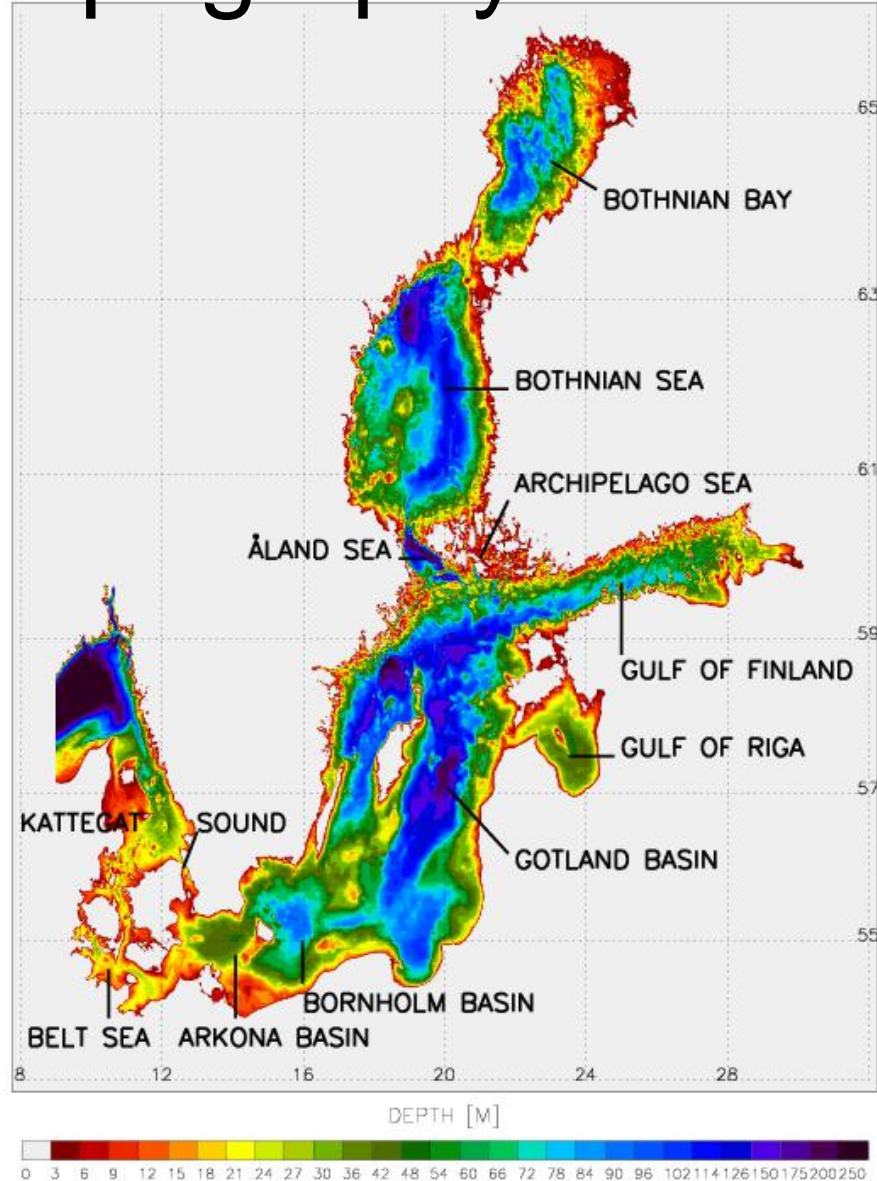 65
BOTHNIAN BAY
63
BOTHNIAN SEA
61
ARCHIPELAGO SEA
ÅLAND SEA
59
GULF OF FINLAND
GULF OF RIGA
57
KATTEGAT
SOUND
GOTLAND BASIN
55
BORNHOLM BASIN
BELT SEA
ARKONA BASIN
8 12 16 20 24 28
DEPTH [M]
0 3 6 9 12 15 18 21 24 27 30 36 42 48 54 60 66 72 78 84 90 96 102 114 126 150 175 200 250